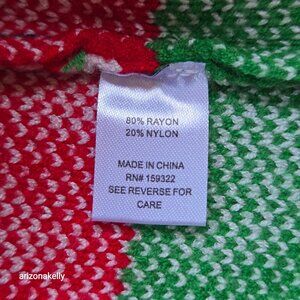 80% RAYON
20% NYLON
MADE IN CHINA
RN# 159322
SEE REVERSE FOR
CARE
arizonakelly